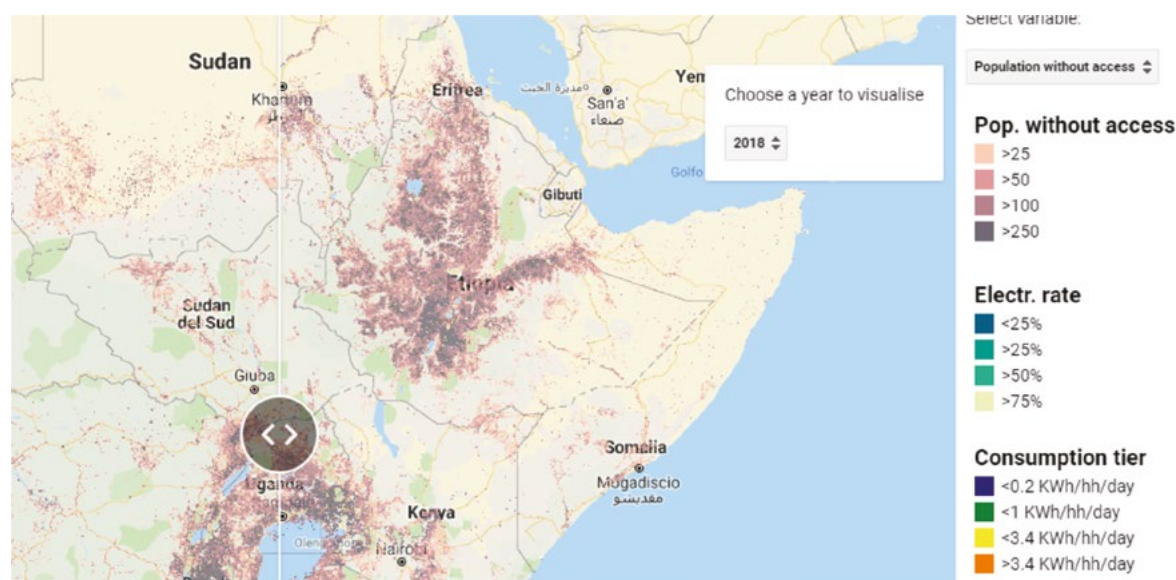 Sudan
Khartum
Eritrea
مديرة الحيث
San'a'
صنعاء
Yem
Choose a year to visualise
2018
Golfo
Gibuti
Etiopia
Sudan
del Sud
Giuba
Uganda
Kenya
Nairobi
Somalia
Mogadiscio
مقديشو
Select variable:
Population without access
Pop. without access
>25
>50
>100
>250
Electr. rate
<25%
>25%
>50%
>75%
Consumption tier
<0.2 KWh/hh/day
<1 KWh/hh/day
<3.4 KWh/hh/day
>3.4 KWh/hh/day